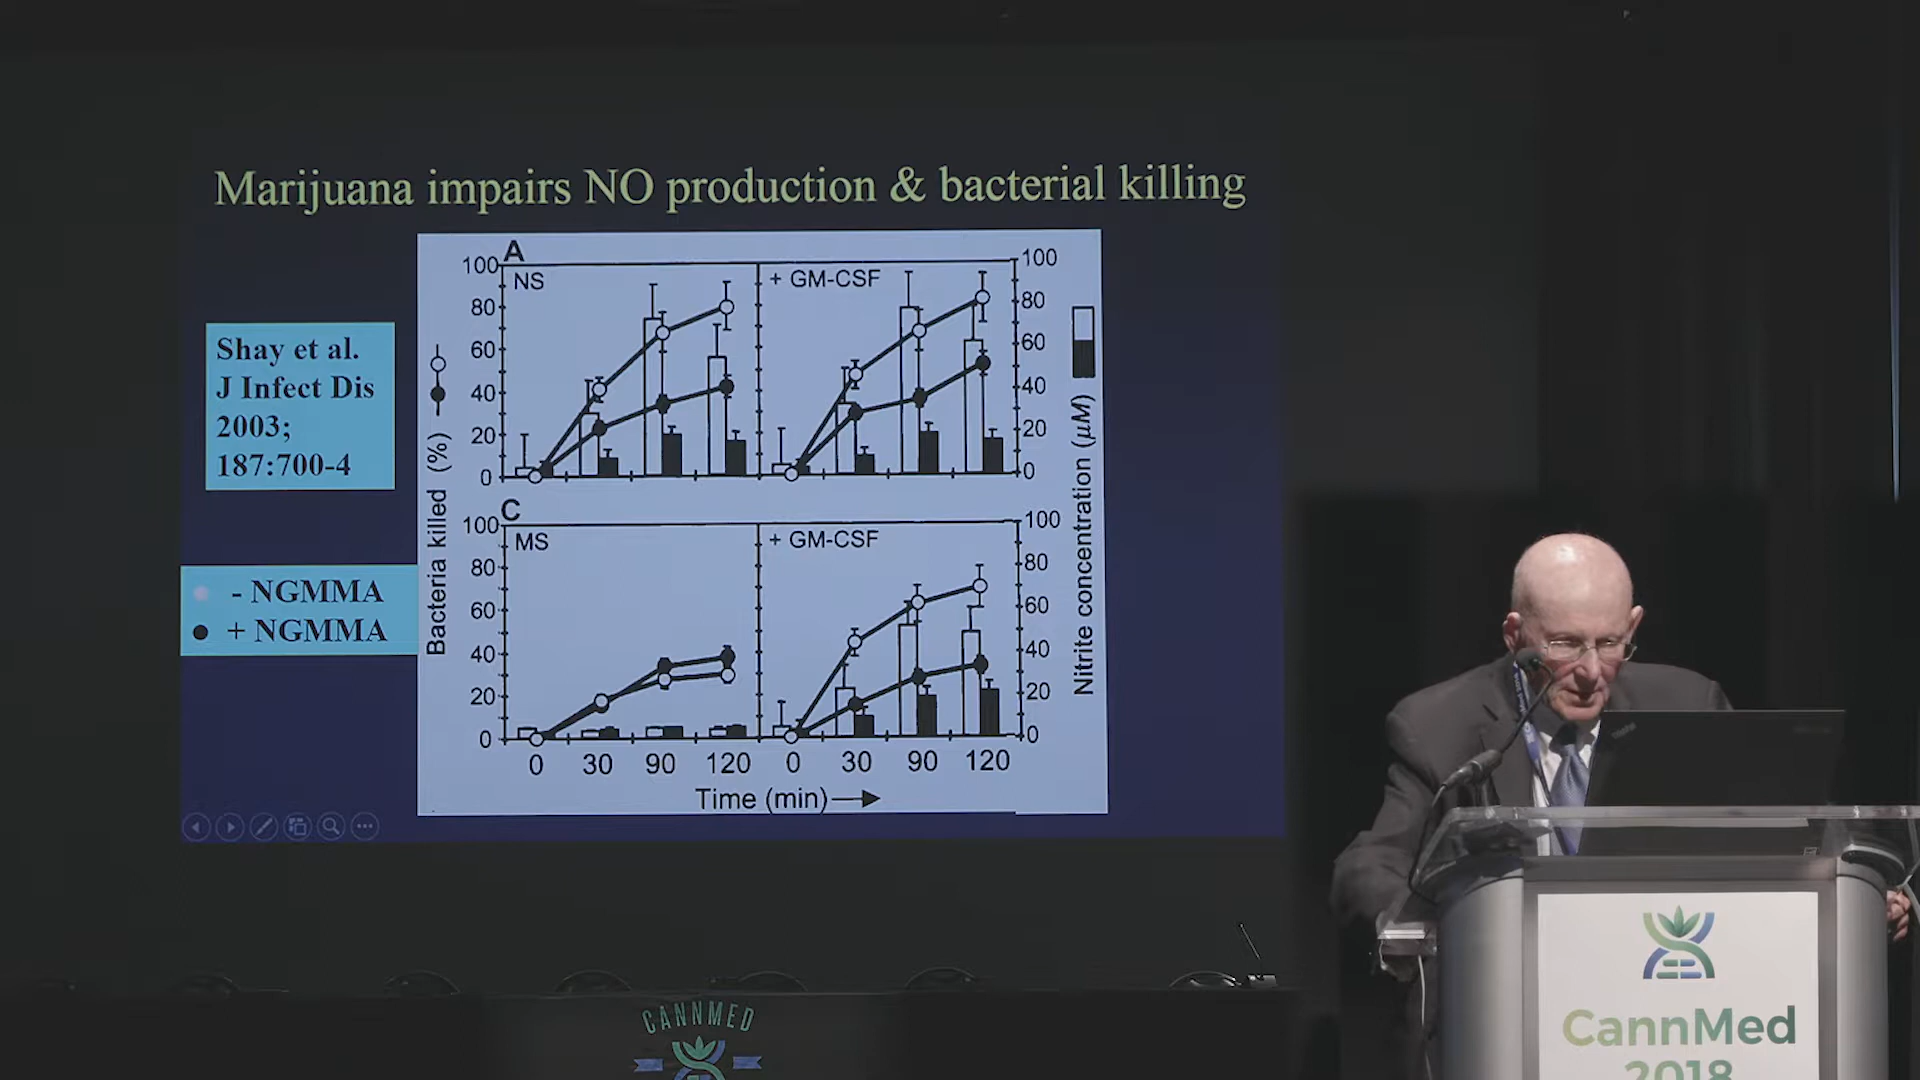 Marijuana impairs NO production & bacterial killing
Shay et al.
J Infect Dis
2003;
187:700-4
- NGMMA
+ NGMMA
A
NS
+ GM-CSF
100
80
60
40
20
0
100
80
60
40
20
0
C
MS
+ GM-CSF
100
80
60
40
20
0
100
80
60
40
20
0
Bacteria killed (%)
Nitrite concentration (µM)
0 30 90 120 0 30 90 120
Time (min)
CANNMED
CannMed
2018